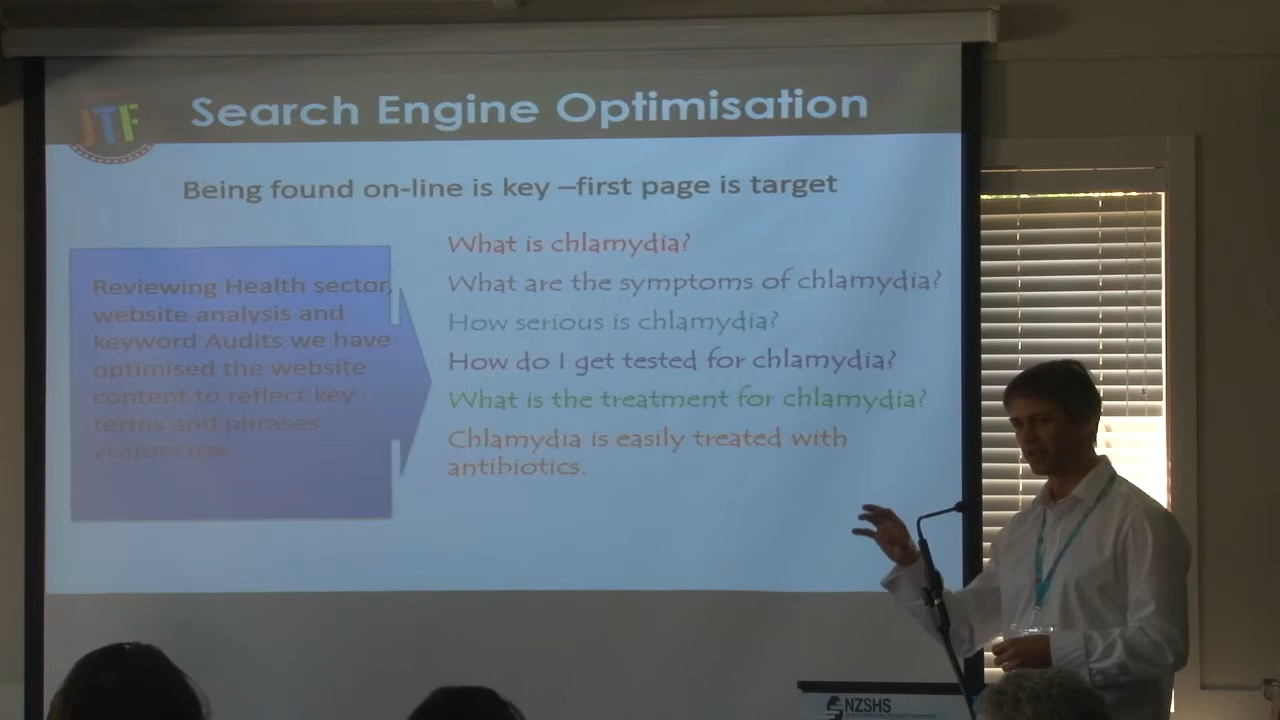 JTF
Search Engine Optimisation
Being found on-line is key –first page is target
Reviewing Health sector,
website analysis and
keyword Audits we have
optimised the website
content to reflect key
terms and phrases
visitors use
What is chlamydia?
What are the symptoms of chlamydia?
How serious is chlamydia?
How do I get tested for chlamydia?
What is the treatment for chlamydia?
Chlamydia is easily treated with
antibiotics.
NZSHS